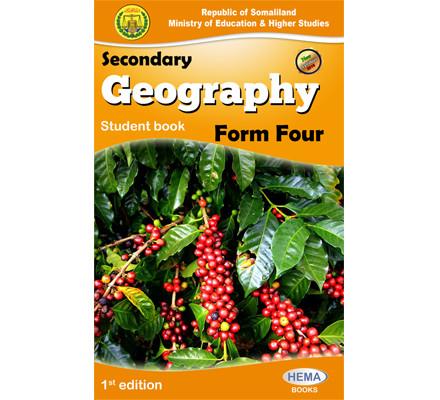 Republic of Somaliland
Ministry of Education & Higher Studies
Secondary
Geography
Student book
Form Four
1st edition
HEMA
BOOKS